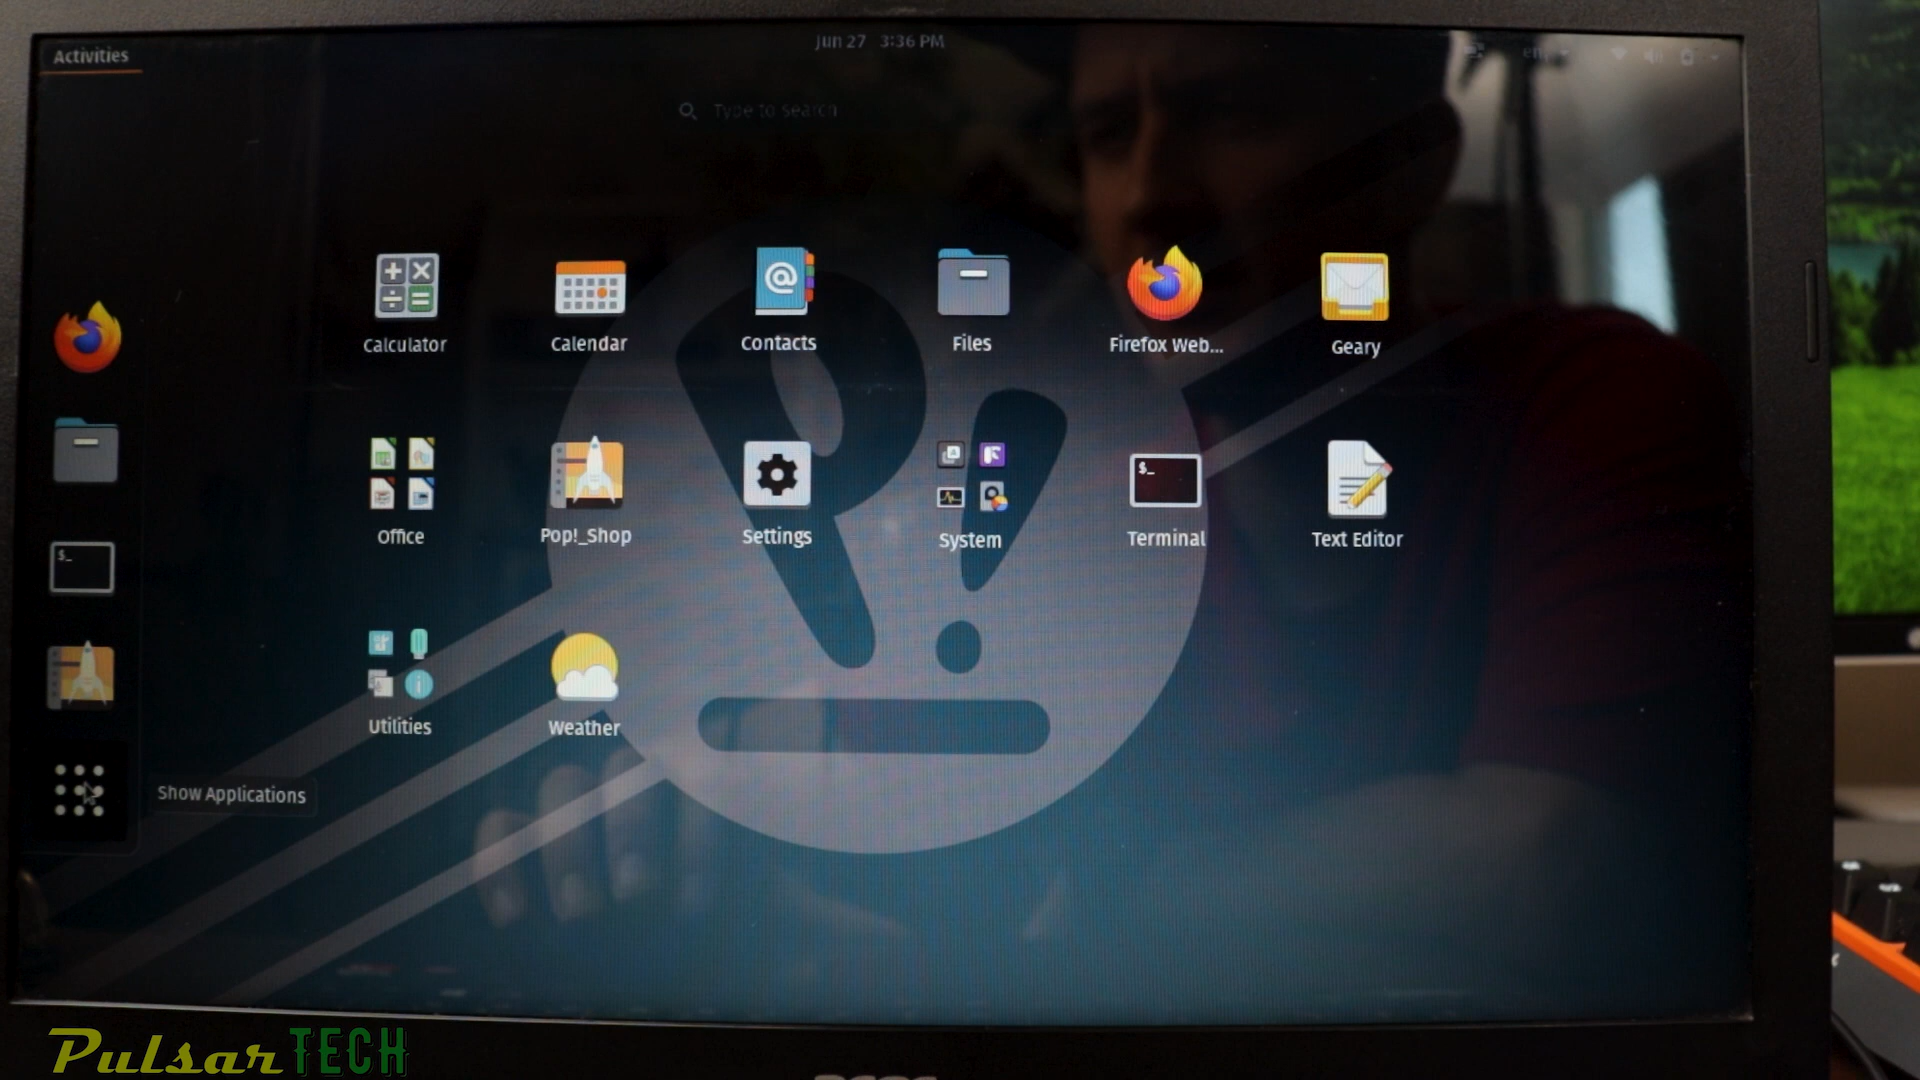 Activities
Jun 27 3:36 PM
en
Type to search
Calculator
Calendar
Contacts
Files
Firefox Web...
Geary
Office
Pop!_Shop
Settings
System
Terminal
Text Editor
Utilities
Weather
Show Applications
Pulsar TECH